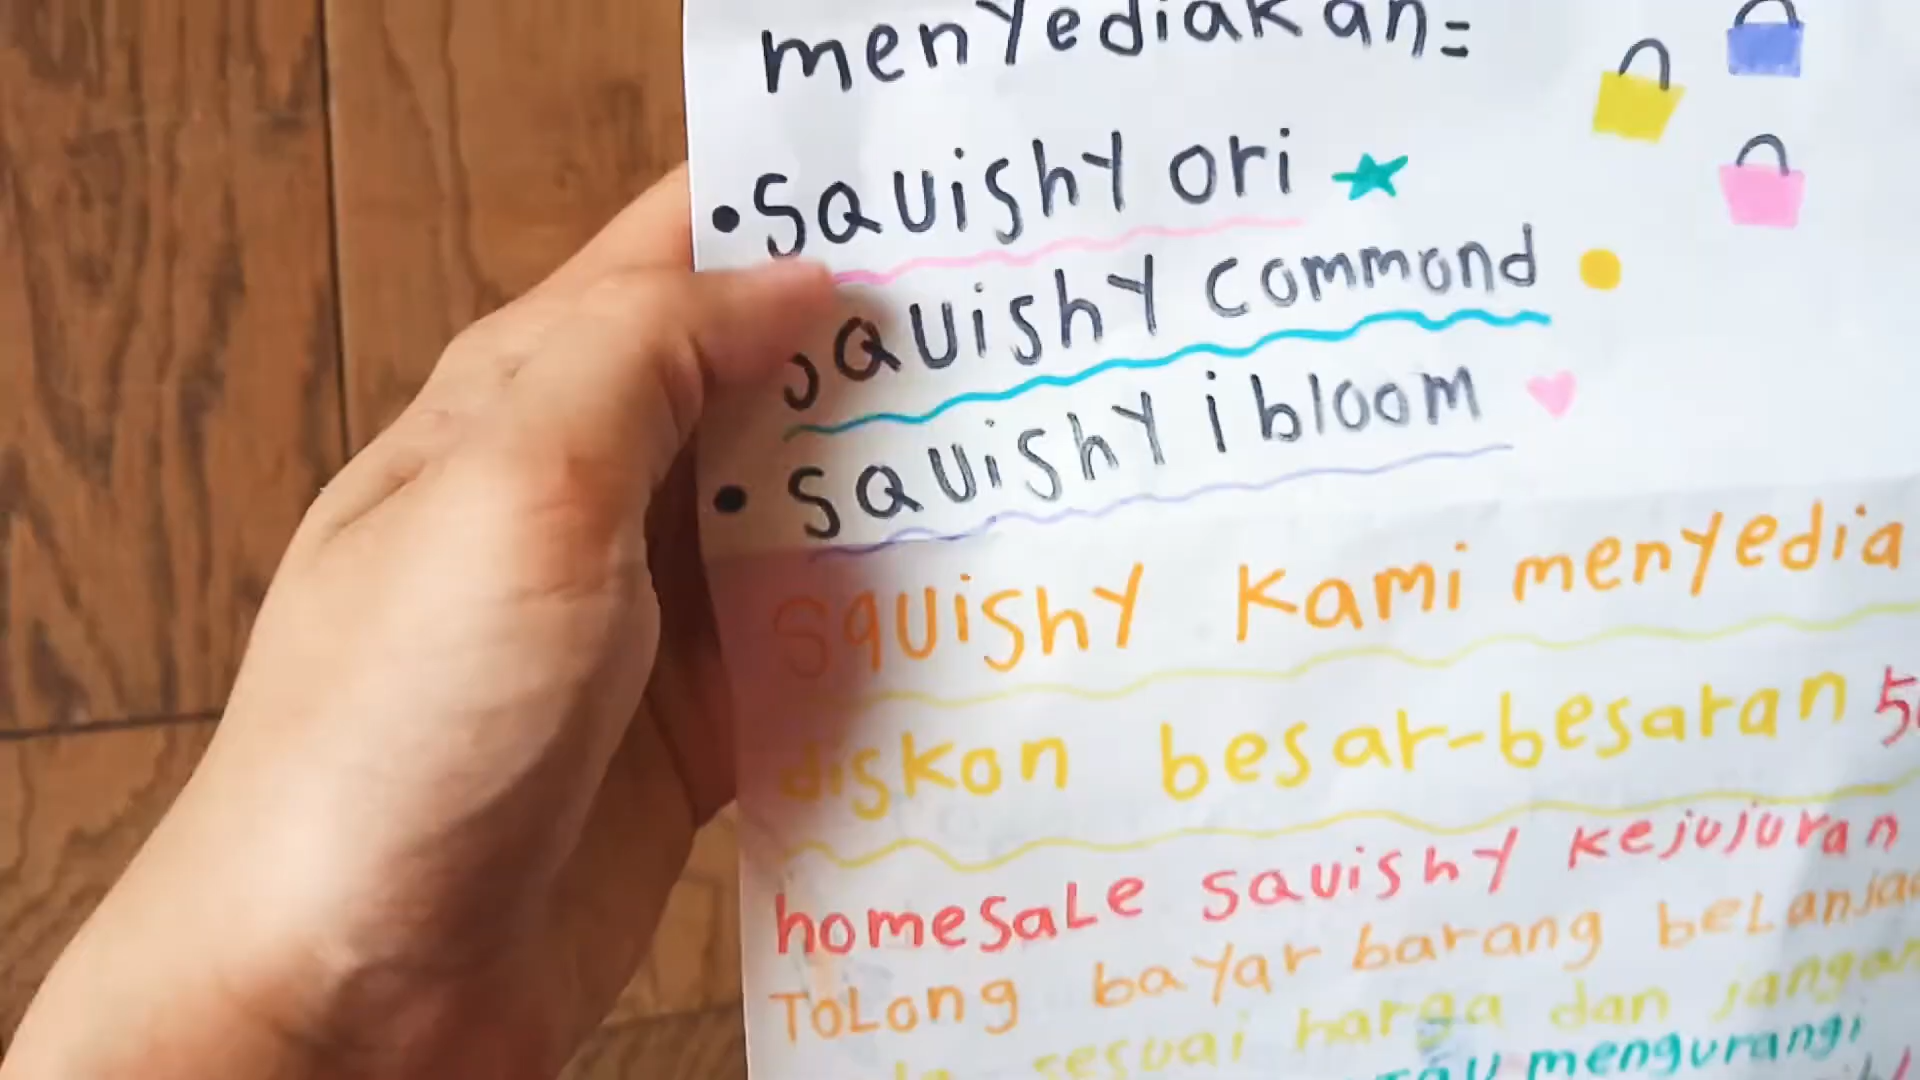 menyediakan=
• Squishy ori
Squishy commond
• Squishy i bloom
Squishy kami menyedia
diskon besar-besaran
homesale squishy kejujuran
Tolong bayar barang
sesuai harga dan jangan
mengurangi